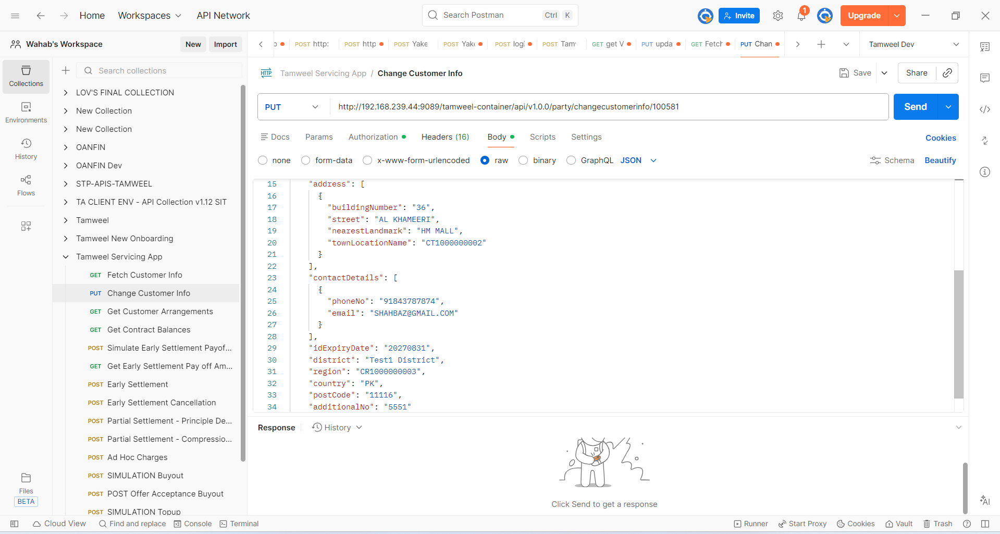 Home
Workspaces
API Network
Search Postman
Ctrl K
Invite
1
Upgrade
Wahab's Workspace
New
Import
POST http:
POST http
POST Yake
POST Yak
POST logi
POST Tam
GET get V
PUT upda
GET Fetch
PUT Chan
Tamweel Dev
Collections
Environments
History
Flows
Files
BETA
Search collections
LOV'S FINAL COLLECTION
New Collection
New Collection
OANFIN
OANFIN Dev
STP-APIS-TAMWEEL
TA CLIENT ENV - API Collection v1.12 SIT
Tamweel
Tamweel New Onboarding
Tamweel Servicing App
GET Fetch Customer Info
PUT Change Customer Info
GET Get Customer Arrangements
GET Get Contract Balances
POST Simulate Early Settlement Payof...
GET Get Early Settlement Pay off Am...
POST Early Settlement
POST Early Settlement Cancellation
POST Partial Settlement - Principle De...
POST Partial Settlement - Compressio...
POST Ad Hoc Charges
POST SIMULATION Buyout
POST POST Offer Acceptance Buyout
POST SIMULATION Topup
HTTP
Tamweel Servicing App / Change Customer Info
Save
Share
PUT
http://192.168.239.44:9089/tamweel-container/api/v1.0.0/party/changecustomerinfo/100581
Send
Docs
Params
Authorization
Headers (16)
Body
Scripts
Settings
Cookies
none
form-data
x-www-form-urlencoded
raw
binary
GraphQL
JSON
Schema
Beautify
15 "address": [
16 {
17 "buildingNumber": "36",
18 "street": "AL KHAMEERI",
19 "nearestLandmark": "HM MALL",
20 "townLocationName": "CT1000000002"
21 }
22 ],
23 "contactDetails": [
24 {
25 "phoneNo": "91843787874",
26 "email": "SHAHBAZ@GMAIL.COM"
27 }
28 ],
29 "idExpiryDate": "20270831",
30 "district": "Test1 District",
31 "region": "CR1000000003",
32 "country": "PK",
33 "postCode": "11116",
34 "additionalNo": "5551"
Response
History
Click Send to get a response
AI
Cloud View
Find and replace
Console
Terminal
Runner
Start Proxy
Cookies
Vault
Trash